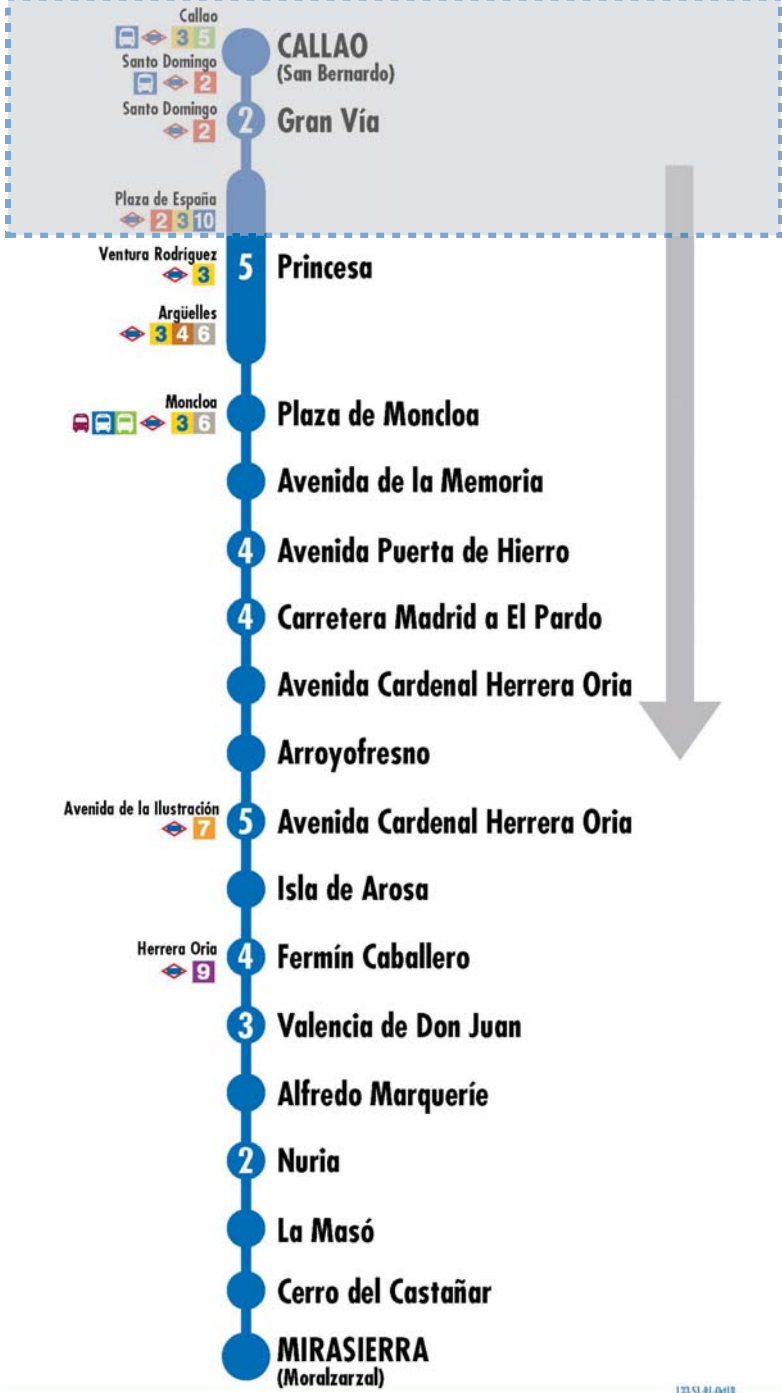 Callao
3 5
CALLAO
(San Bernardo)
Santo Domingo
2
Santo Domingo
2
2 Gran Vía
Plaza de España
2 3 10
Ventura Rodríguez
3
5 Princesa
Argüelles
3 4 6
Moncloa
3 6
Plaza de Moncloa
Avenida de la Memoria
4 Avenida Puerta de Hierro
4 Carretera Madrid a El Pardo
Avenida Cardenal Herrera Oria
Arroyofresno
Avenida de la Ilustración
7
5 Avenida Cardenal Herrera Oria
Isla de Arosa
Herrera Oria
9
4 Fermín Caballero
3 Valencia de Don Juan
Alfredo Marqueríe
2 Nuria
La Masó
Cerro del Castañar
MIRASIERRA
(Moralzarzal)